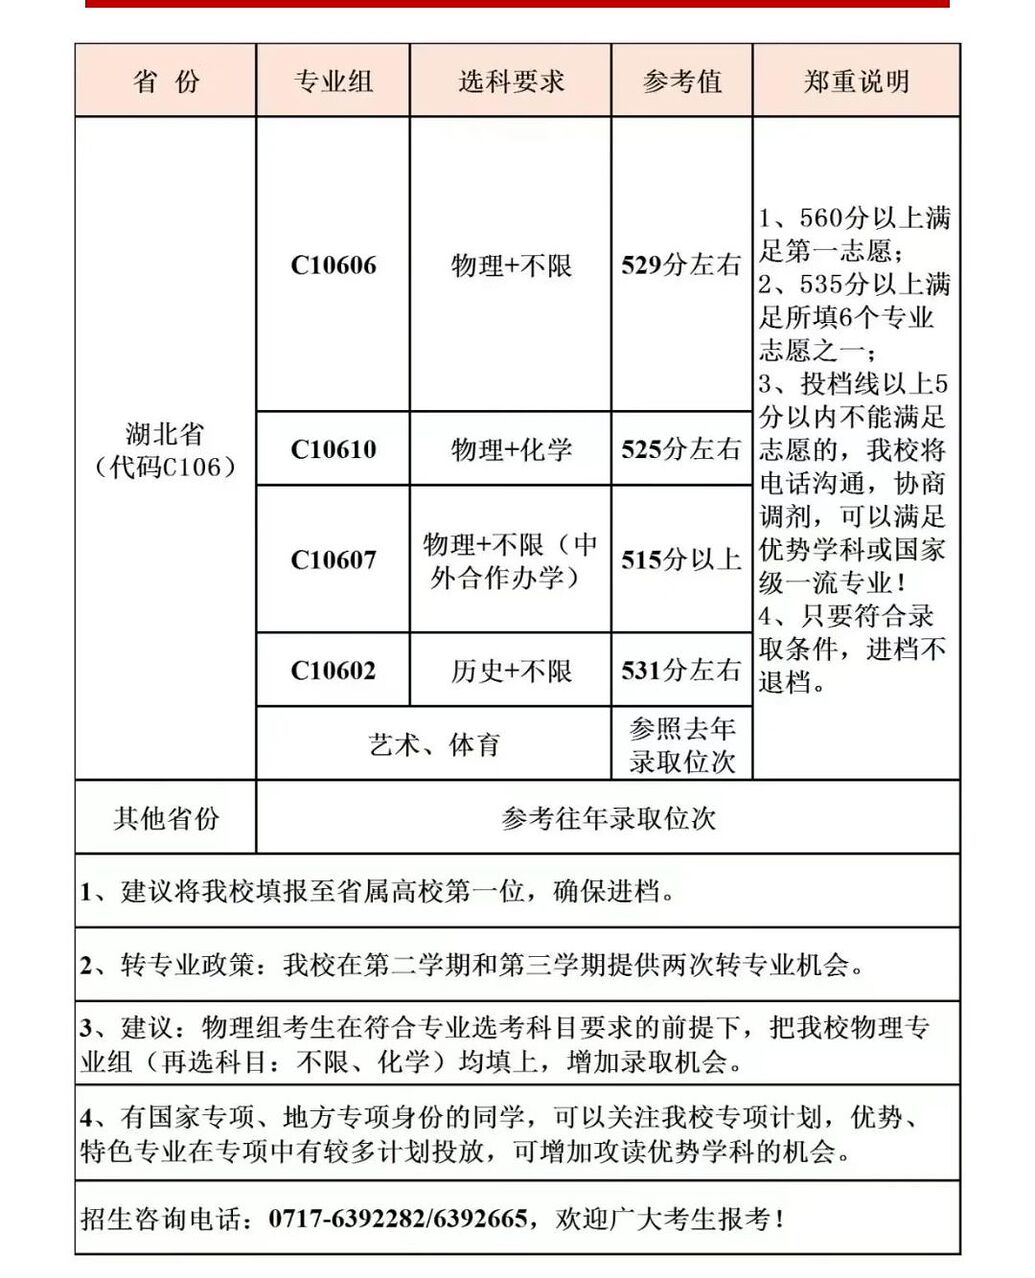 省 份
专业组
选科要求
参考值
郑重说明
湖北省
（代码C106）
C10606
物理+不限
529分左右
C10610
物理+化学
525分左右
C10607
物理+不限（中
外合作办学）
515分以上
C10602
历史+不限
531分左右
艺术、体育
参照去年
录取位次
1、560分以上满
足第一志愿；
2、535分以上满
足所填6个专业
志愿之一；
3、投档线以上5
分以内不能满足
志愿的，我校将
电话沟通，协商
调剂，可以满足
优势学科或国家
级一流专业！
4、只要符合录
取条件，进档不
退档。
其他省份
参考往年录取位次
1、建议将我校填报至省属高校第一位，确保进档。
2、转专业政策：我校在第二学期和第三学期提供两次转专业机会。
3、建议：物理组考生在符合专业选考科目要求的前提下，把我校物理专
业组（再选科目：不限、化学）均填上，增加录取机会。
4、有国家专项、地方专项身份的同学，可以关注我校专项计划，优势、
特色专业在专项中有较多计划投放，可增加攻读优势学科的机会。
招生咨询电话：0717-6392282/6392665，欢迎广大考生报考！